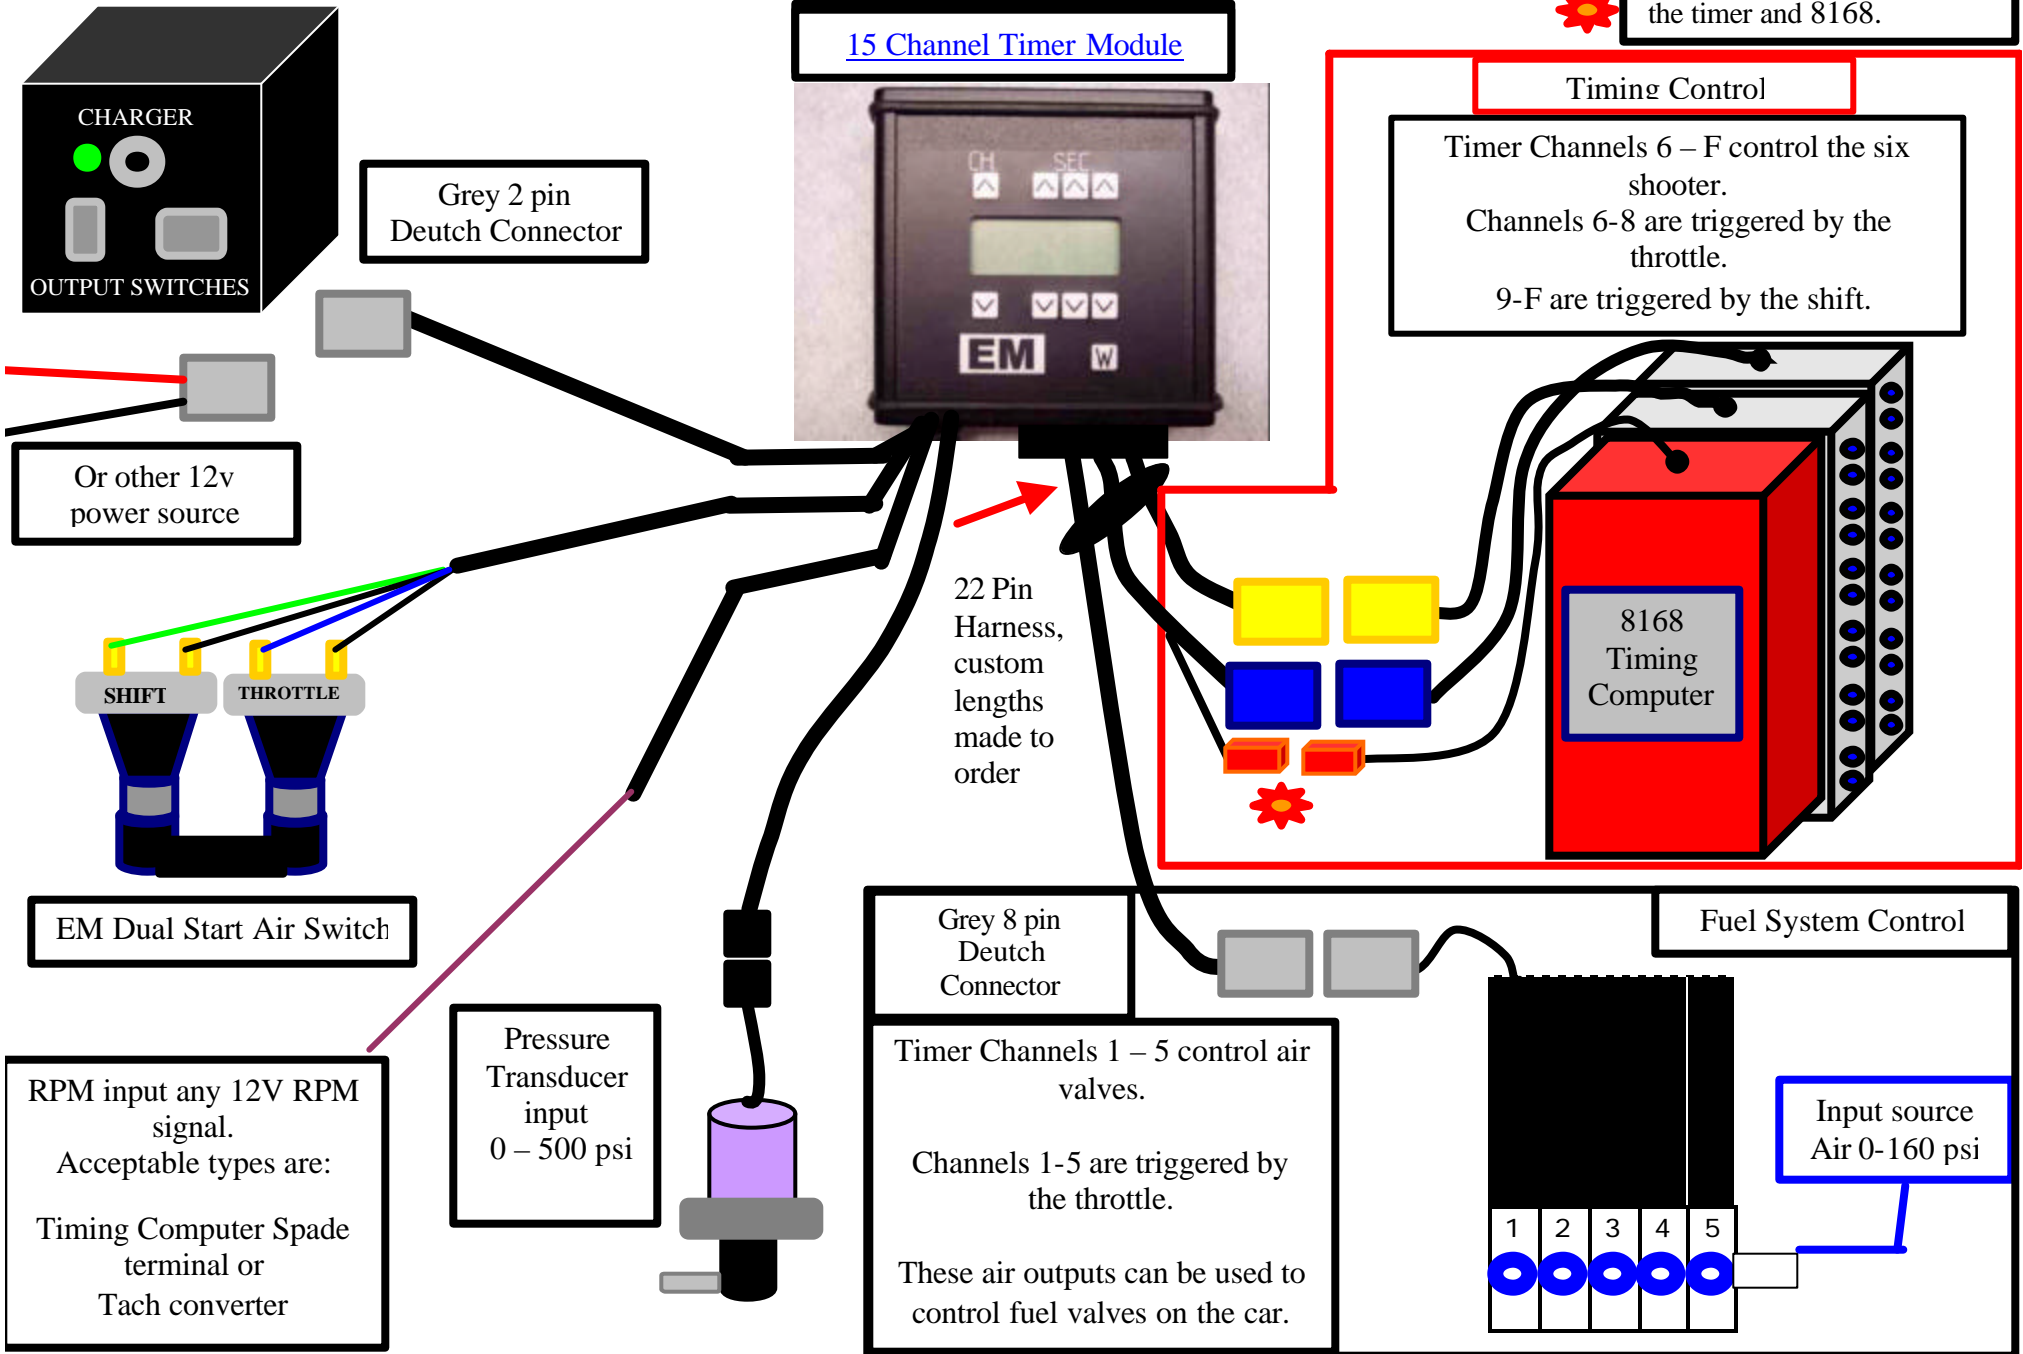 the timer and 8168.
15 Channel Timer Module
Timing Control
CHARGER
OUTPUT SWITCHES
Grey 2 pin
Deutch Connector
CH.
SEC
EM
W
Timer Channels 6 – F control the six
shooter.
Channels 6-8 are triggered by the
throttle.
9-F are triggered by the shift.
Or other 12v
power source
22 Pin
Harness,
custom
lengths
made to
order
8168
Timing
Computer
SHIFT
THROTTLE
EM Dual Start Air Switch
Grey 8 pin
Deutch
Connector
Fuel System Control
Pressure
Transducer
input
0 – 500 psi
RPM input any 12V RPM
signal.
Acceptable types are:
Timing Computer Spade
terminal or
Tach converter
Timer Channels 1 – 5 control air
valves.
Channels 1-5 are triggered by
the throttle.
These air outputs can be used to
control fuel valves on the car.
Input source
Air 0-160 psi
1 2 3 4 5